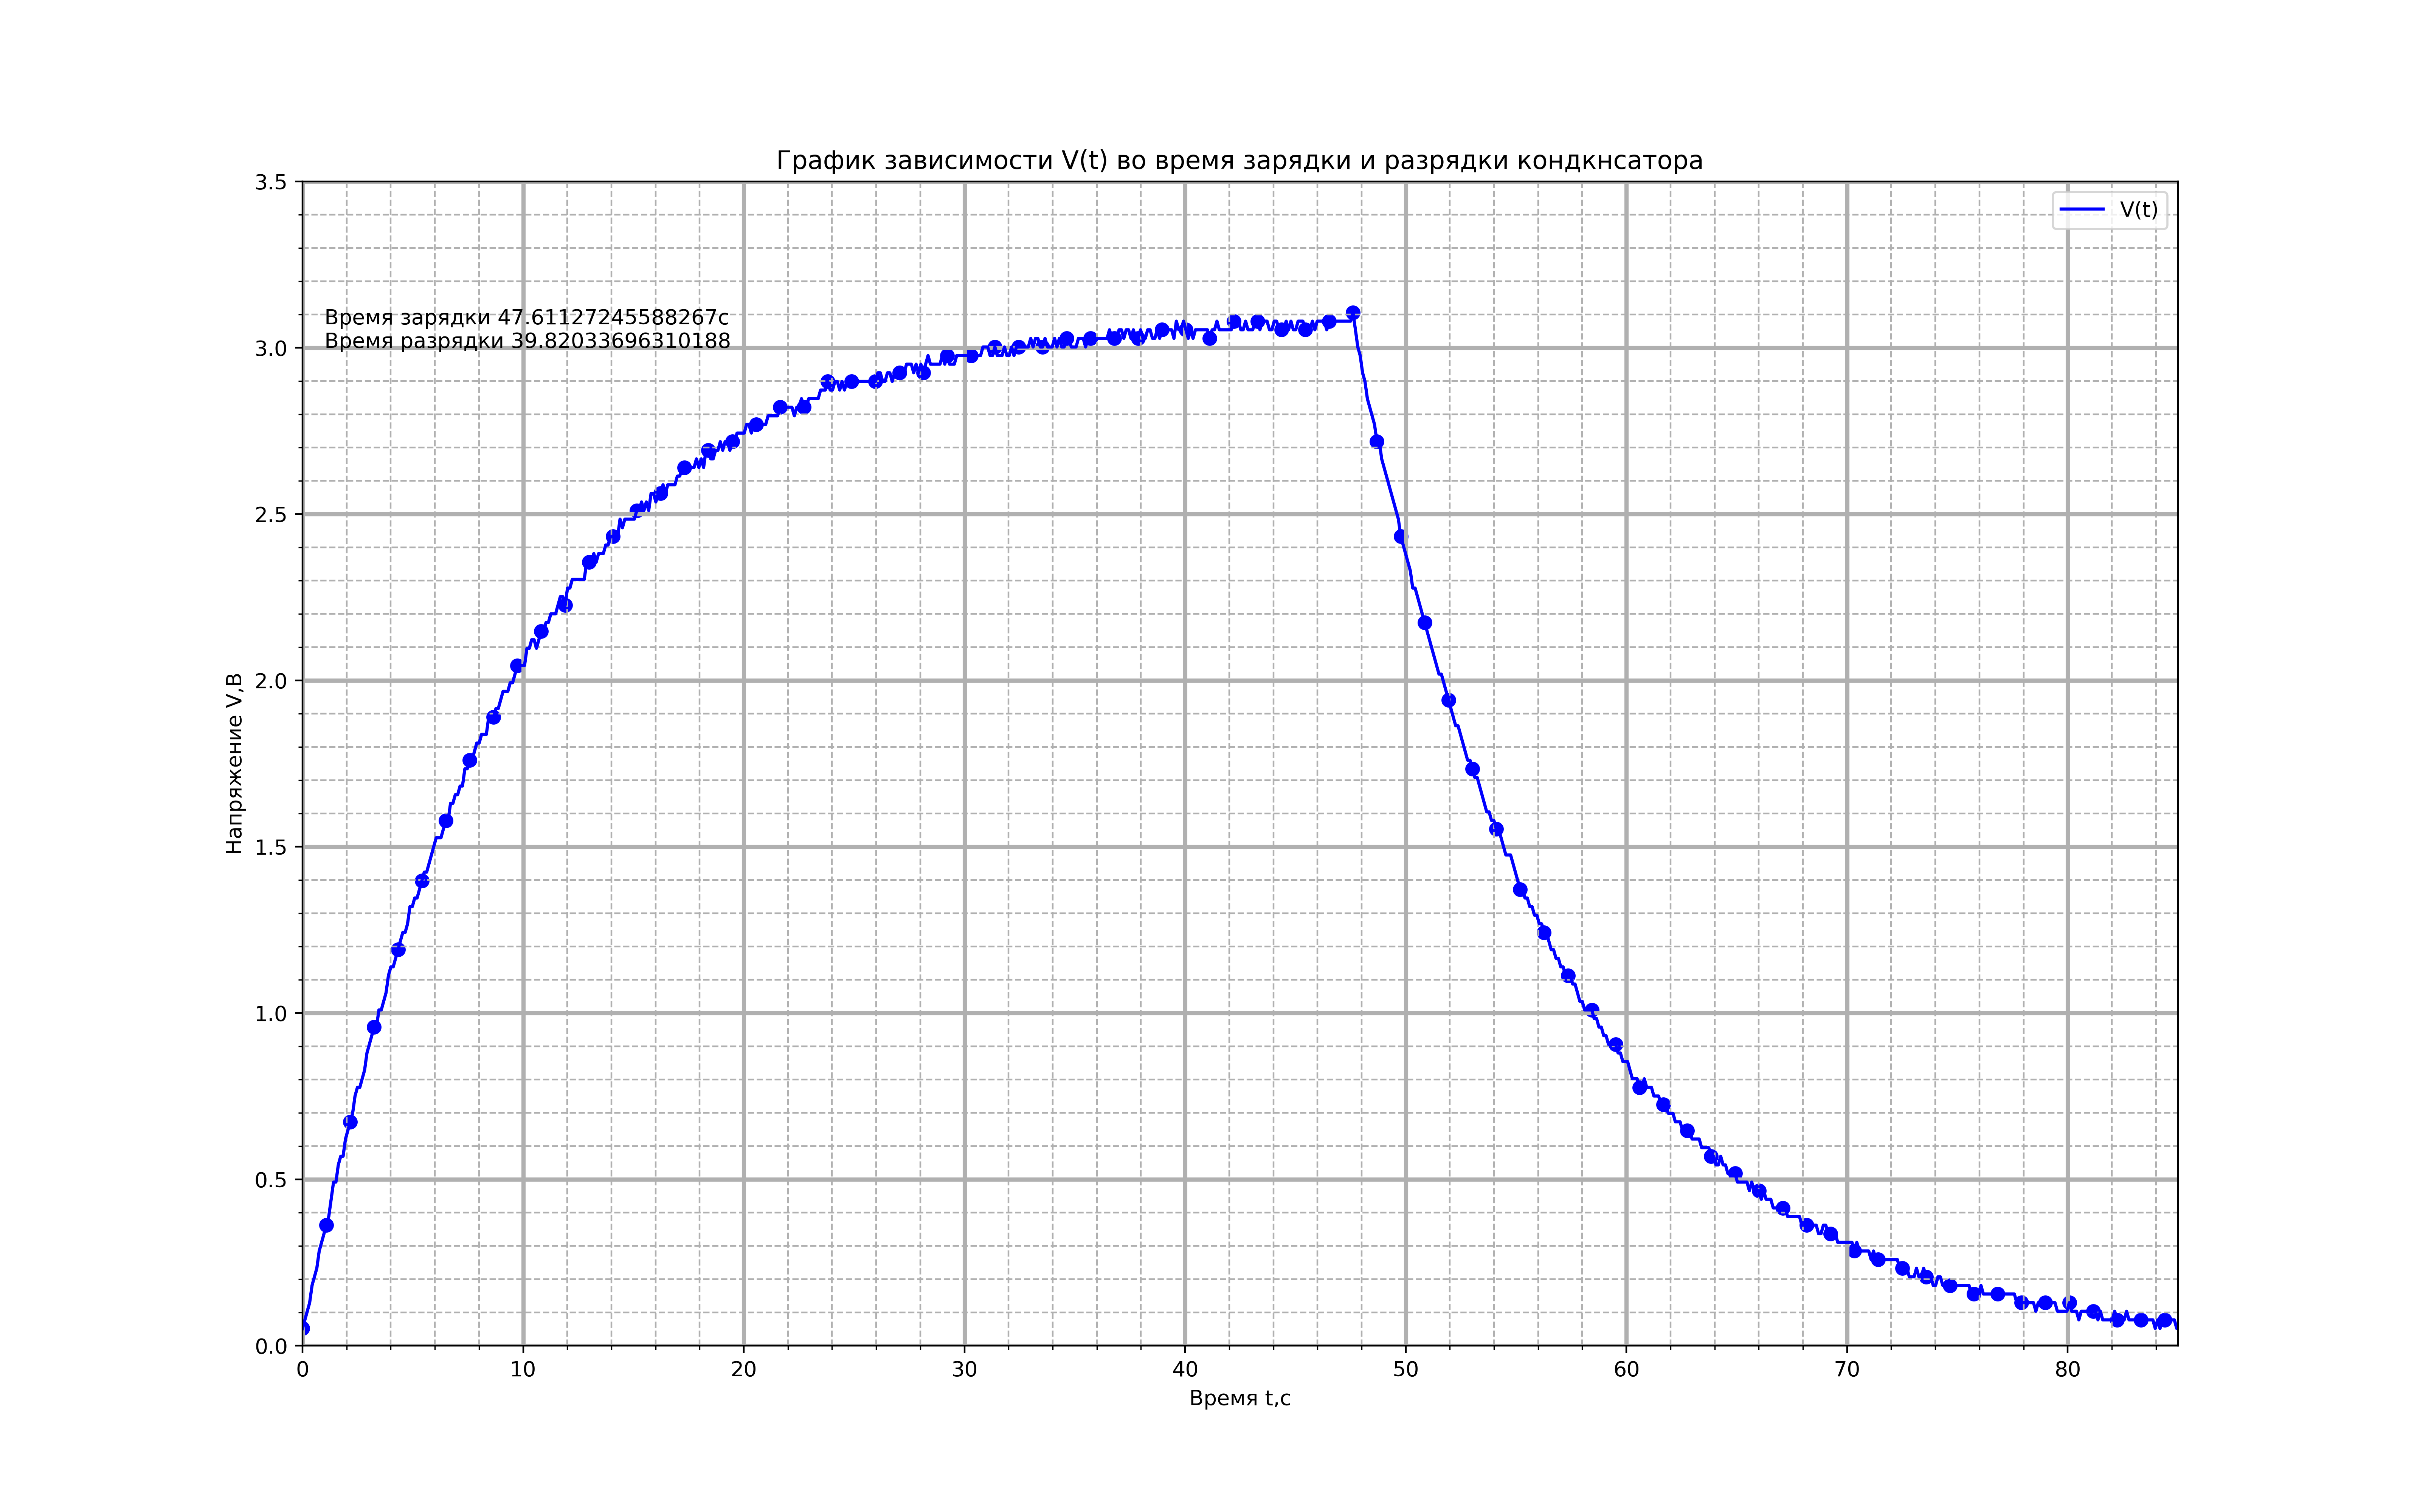 График зависимости V(t) во время зарядки и разрядки кондкнсатора
V(t)
Время зарядки 47.61127245588267с
Время разрядки 39.82033696310188
Напряжение V,В
3.5
3.0
2.5
2.0
1.5
1.0
0.5
0.0
0 10 20 30 40 50 60 70 80
Время t,с